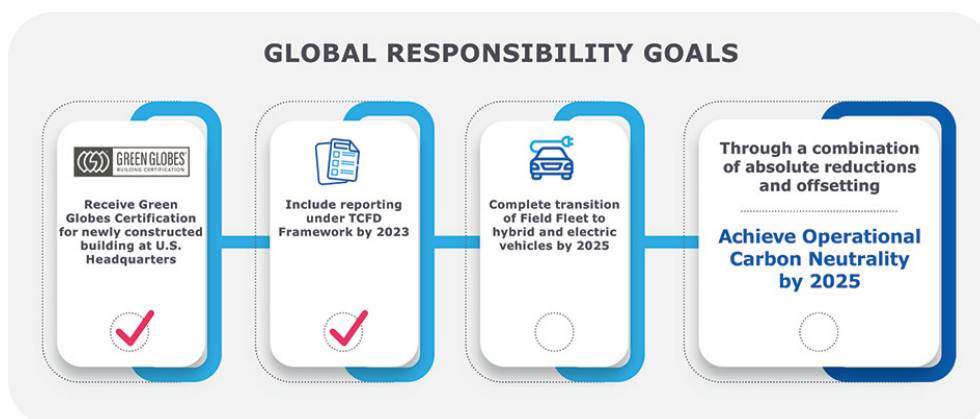 GLOBAL RESPONSIBILITY GOALS
GREEN GLOBES
BUILDING CERTIFICATION
Receive Green
Globes Certification
for newly constructed
building at U.S.
Headquarters
Include reporting
under TCFD
Framework by 2023
Complete transition
of Field Fleet to
hybrid and electric
vehicles by 2025
Through a combination
of absolute reductions
and offsetting
Achieve Operational
Carbon Neutrality
by 2025